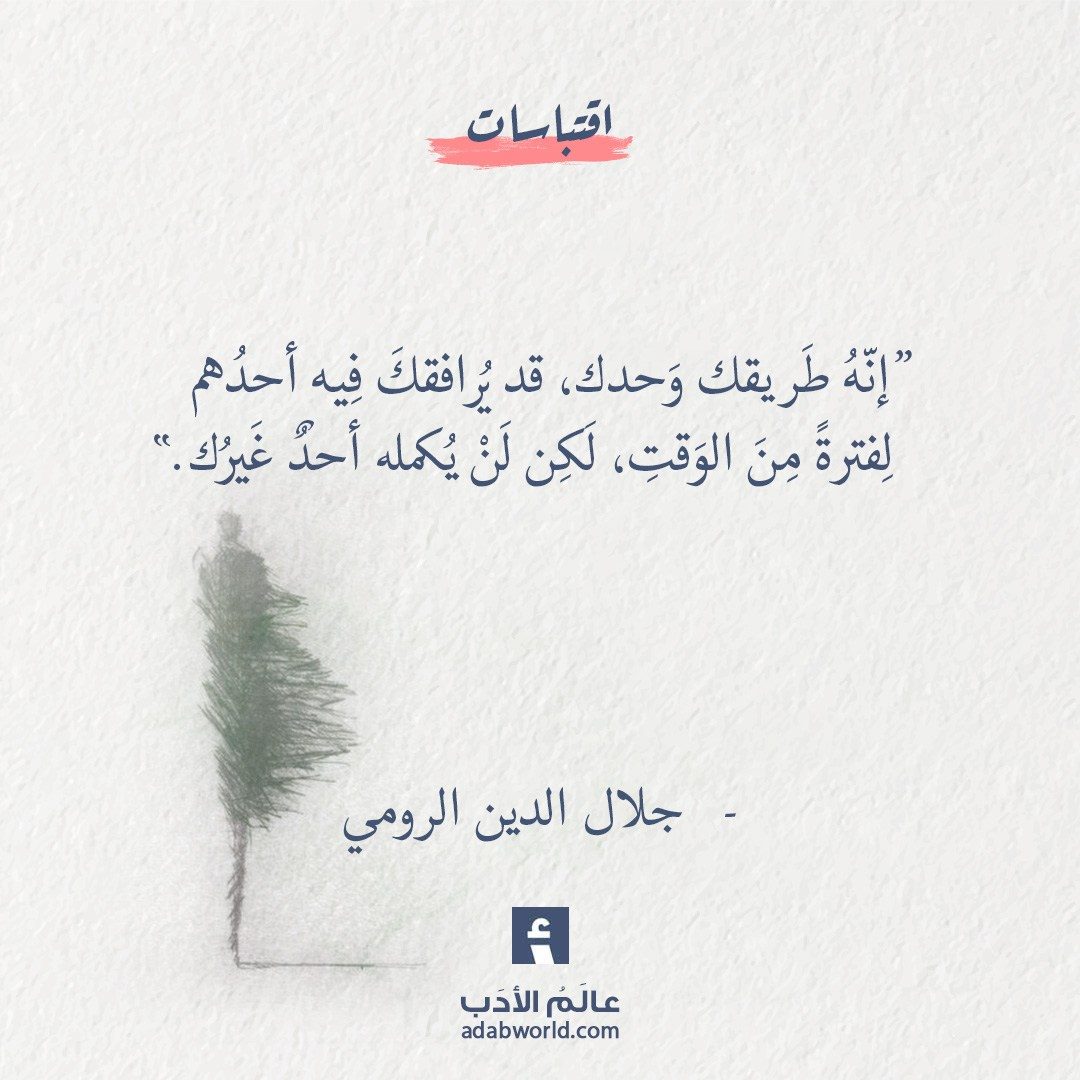 اقتباسات
”إنّهُ طَريقك وَحدك، قد يُرافقكَ فِيه أحدُهم
لِفترةً مِنَ الوَقتِ، لَكِن لَنْ يُكمله أحدٌ غَيرُك.“
- جلال الدين الرومي
أ
عالَمُ الأدَب
adabworld.com